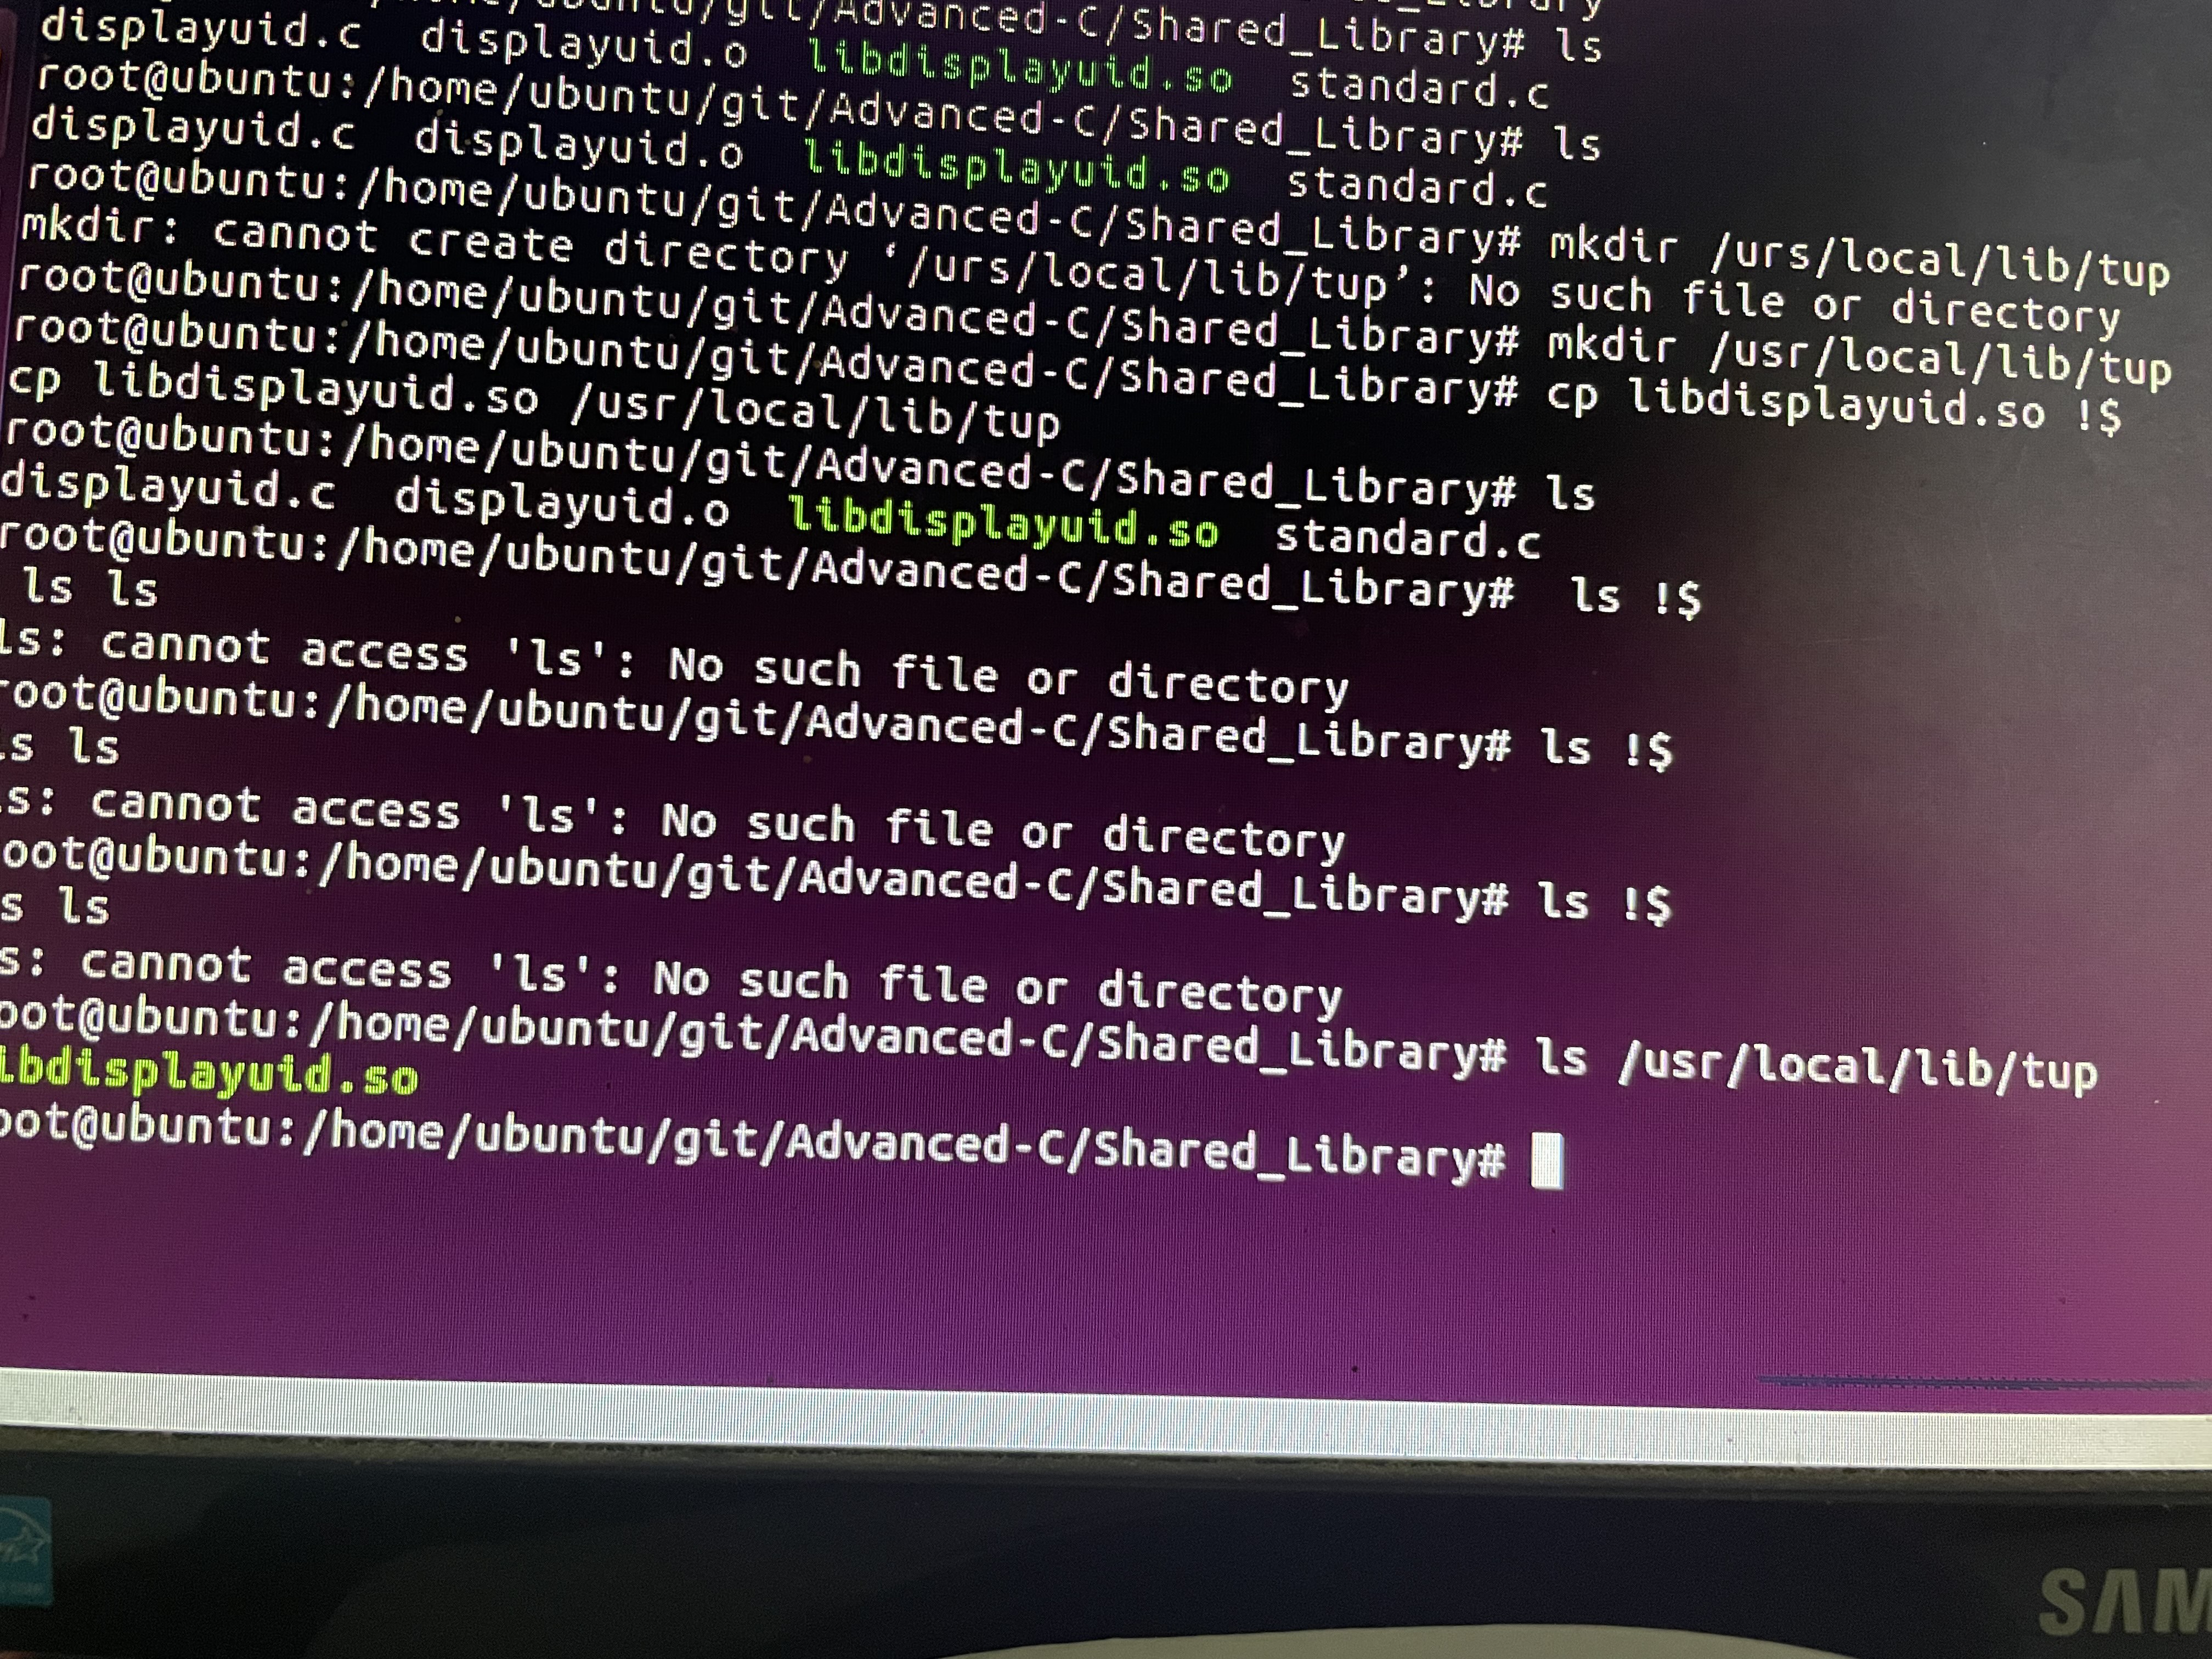 /home/ubuntu/git/Advanced-C/Shared_Library# ls
displayuid.c  displayuid.o  libdisplayuid.so  standard.c
root@ubuntu:/home/ubuntu/git/Advanced-C/Shared_Library# ls
displayuid.c  displayuid.o  libdisplayuid.so  standard.c
root@ubuntu:/home/ubuntu/git/Advanced-C/Shared_Library# mkdir /urs/local/lib/tup
mkdir: cannot create directory ‘/urs/local/lib/tup’: No such file or directory
root@ubuntu:/home/ubuntu/git/Advanced-C/Shared_Library# mkdir /usr/local/lib/tup
root@ubuntu:/home/ubuntu/git/Advanced-C/Shared_Library# cp libdisplayuid.so !$
cp libdisplayuid.so /usr/local/lib/tup
root@ubuntu:/home/ubuntu/git/Advanced-C/Shared_Library# ls
displayuid.c  displayuid.o  libdisplayuid.so  standard.c
root@ubuntu:/home/ubuntu/git/Advanced-C/Shared_Library#  ls !$
 ls ls
ls: cannot access 'ls': No such file or directory
root@ubuntu:/home/ubuntu/git/Advanced-C/Shared_Library# ls !$
ls ls
ls: cannot access 'ls': No such file or directory
oot@ubuntu:/home/ubuntu/git/Advanced-C/Shared_Library# ls !$
s ls
s: cannot access 'ls': No such file or directory
oot@ubuntu:/home/ubuntu/git/Advanced-C/Shared_Library# ls /usr/local/lib/tup
ibdisplayuid.so
oot@ubuntu:/home/ubuntu/git/Advanced-C/Shared_Library#
SAM